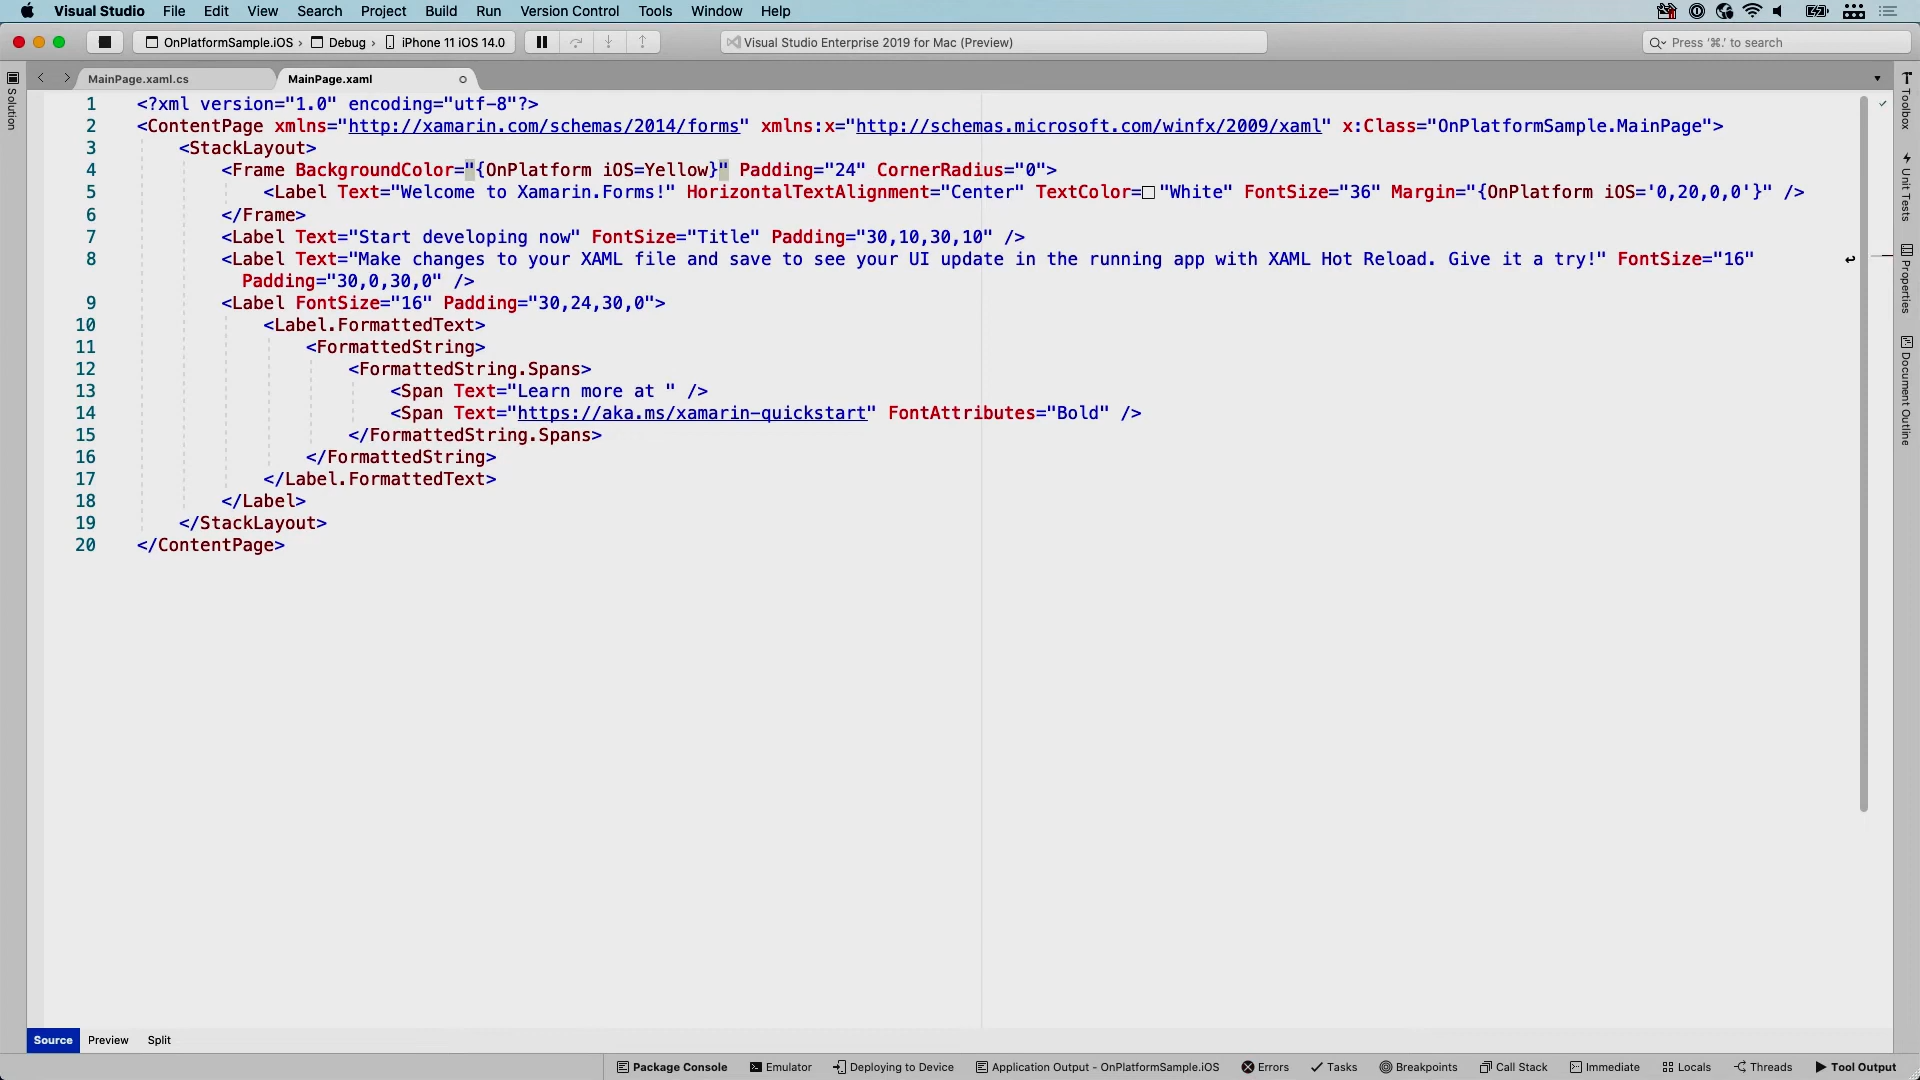 Visual Studio File Edit View Search Project Build Run Version Control Tools Window Help
OnPlatformSample.iOS › Debug › iPhone 11 iOS 14.0 Visual Studio Enterprise 2019 for Mac (Preview) Press '⌘.' to search
MainPage.xaml.cs MainPage.xaml
Solution
1 <?xml version="1.0" encoding="utf-8"?>
2 <ContentPage xmlns="http://xamarin.com/schemas/2014/forms" xmlns:x="http://schemas.microsoft.com/winfx/2009/xaml" x:Class="OnPlatformSample.MainPage">
3 <StackLayout>
4 <Frame BackgroundColor="{OnPlatform iOS=Yellow}" Padding="24" CornerRadius="0">
5 <Label Text="Welcome to Xamarin.Forms!" HorizontalTextAlignment="Center" TextColor="White" FontSize="36" Margin="{OnPlatform iOS='0,20,0,0'}" />
6 </Frame>
7 <Label Text="Start developing now" FontSize="Title" Padding="30,10,30,10" />
8 <Label Text="Make changes to your XAML file and save to see your UI update in the running app with XAML Hot Reload. Give it a try!" FontSize="16"
Padding="30,0,30,0" />
9 <Label FontSize="16" Padding="30,24,30,0">
10 <Label.FormattedText>
11 <FormattedString>
12 <FormattedString.Spans>
13 <Span Text="Learn more at " />
14 <Span Text="https://aka.ms/xamarin-quickstart" FontAttributes="Bold" />
15 </FormattedString.Spans>
16 </FormattedString>
17 </Label.FormattedText>
18 </Label>
19 </StackLayout>
20 </ContentPage>
Toolbox
Unit Tests
Properties
Document Outline
Source Preview Split
Package Console Emulator Deploying to Device Application Output - OnPlatformSample.iOS Errors Tasks Breakpoints Call Stack Immediate Locals Threads Tool Output